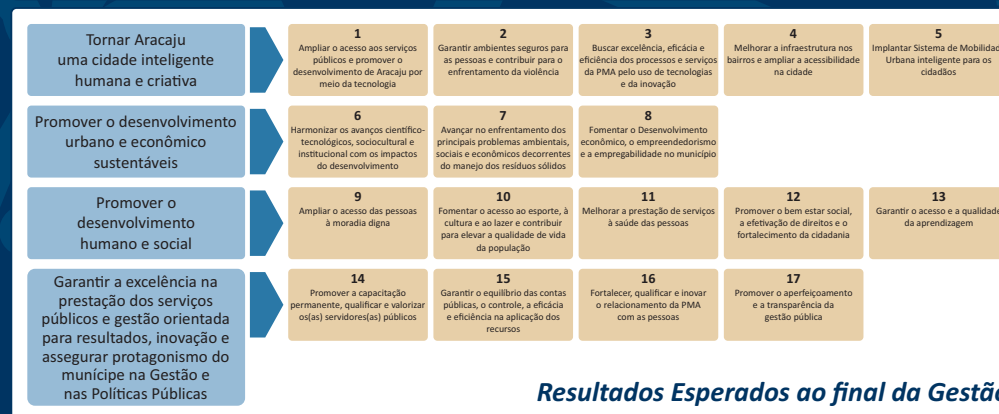 Tornar Aracaju
uma cidade inteligente
humana e criativa
1
Ampliar o acesso aos serviços
públicos e promover o
desenvolvimento de Aracaju por
meio da tecnologia
2
Garantir ambientes seguros para
as pessoas e contribuir para o
enfrentamento da violência
3
Buscar excelência, eficácia e
eficiência dos processos e serviços
da PMA pelo uso de tecnologias
e da inovação
4
Melhorar a infraestrutura nos
bairros e ampliar a acessibilidade
na cidade
5
Implantar Sistema de Mobilidad
Urbana inteligente para os
cidadãos
Promover o desenvolvimento
urbano e econômico
sustentáveis
6
Harmonizar os avanços científico-
tecnológicos, sociocultural e
institucional com os impactos
do desenvolvimento
7
Avançar no enfrentamento dos
principais problemas ambientais,
sociais e econômicos decorrentes
do manejo dos resíduos sólidos
8
Fomentar o Desenvolvimento
econômico, o empreendedorismo
e a empregabilidade no município
Promover o
desenvolvimento
humano e social
9
Ampliar o acesso das pessoas
à moradia digna
10
Fomentar o acesso ao esporte, à
cultura e ao lazer e contribuir
para elevar a qualidade de vida
da população
11
Melhorar a prestação de serviços
à saúde das pessoas
12
Promover o bem estar social,
a efetivação de direitos e o
fortalecimento da cidadania
13
Garantir o acesso e a qualidade
da aprendizagem
Garantir a excelência na
prestação dos serviços
públicos e gestão orientada
para resultados, inovação e
assegurar protagonismo do
munícipe na Gestão e
nas Políticas Públicas
14
Promover a capacitação
permanente, qualificar e valorizar
os(as) servidores(as) públicos
15
Garantir o equilíbrio das contas
públicas, o controle, a eficácia
e eficiência na aplicação dos
recursos
16
Fortalecer, qualificar e inovar
o relacionamento da PMA
com as pessoas
17
Promover o aperfeiçoamento
e a transparência da
gestão pública
Resultados Esperados ao final da Gestão